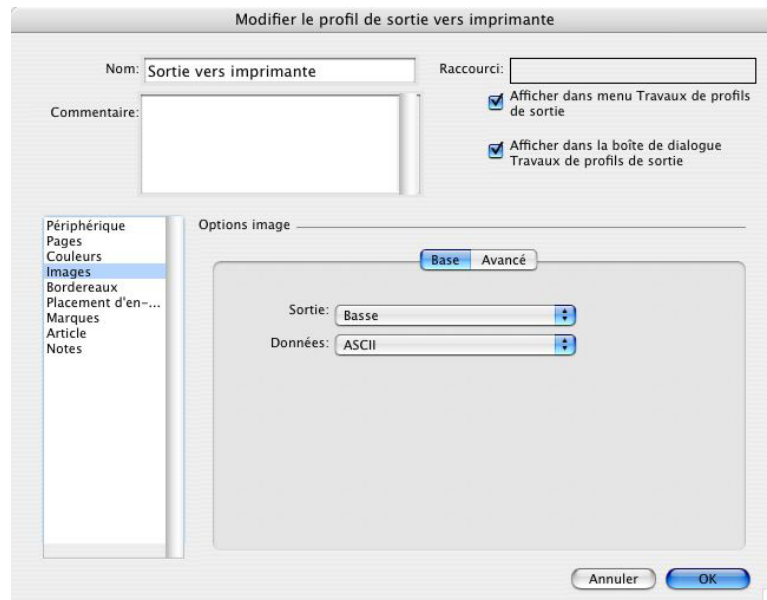 Modifier le profil de sortie vers imprimante
Nom: Sortie vers imprimante
Raccourci:
Commentaire:
Afficher dans menu Travaux de profils
de sortie
Afficher dans la boîte de dialogue
Travaux de profils de sortie
Périphérique
Pages
Couleurs
Images
Bordereaux
Placement d'en-...
Marques
Article
Notes
Options image
Base Avancé
Sortie: Basse
Données: ASCII
Annuler OK